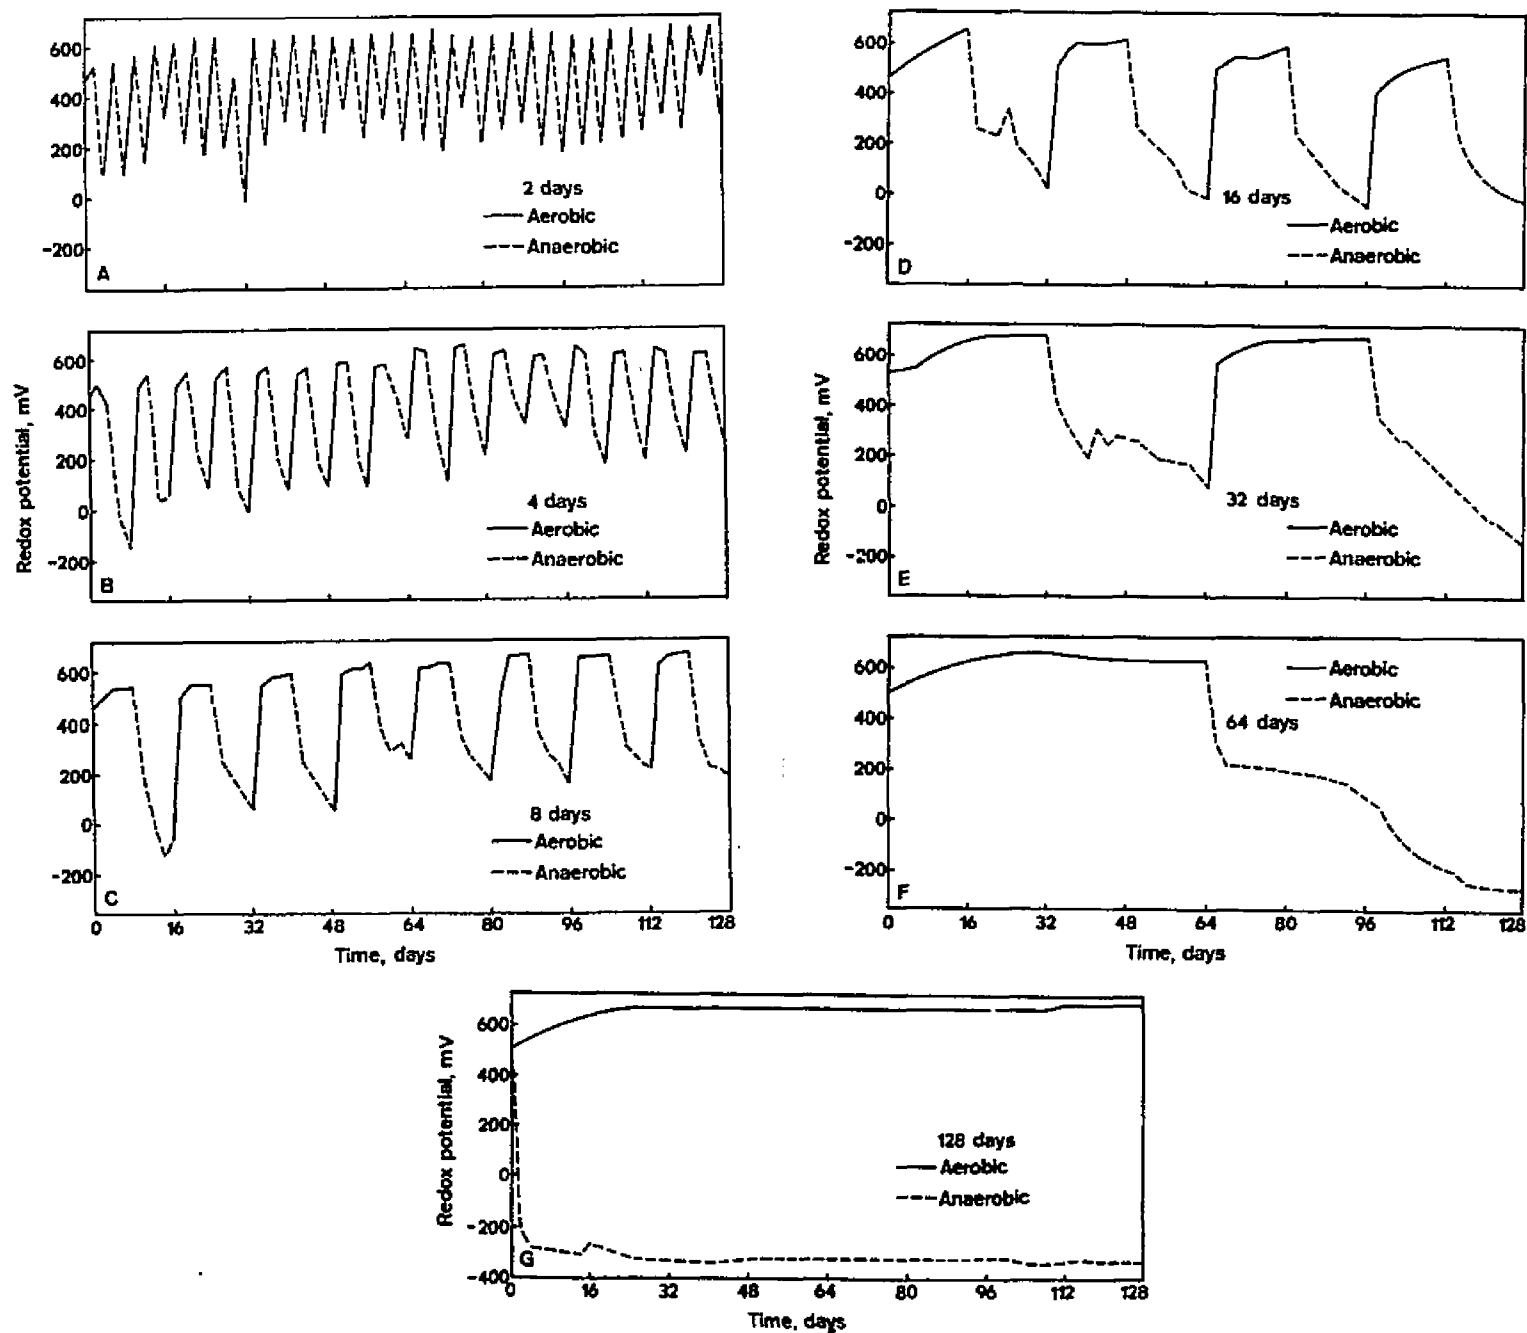 600
400
200
0
-200
2 days
Aerobic
Anaerobic
A
600
400
200
0
-200
4 days
Aerobic
Anaerobic
B
Redox potential, mV
600
400
200
0
-200
8 days
Aerobic
Anaerobic
C
0 16 32 48 64 80 96 112 128
Time, days
600
400
200
0
-200
16 days
Aerobic
Anaerobic
D
600
400
200
0
-200
32 days
Aerobic
Anaerobic
E
Redox potential, mV
600
400
200
0
-200
Aerobic
Anaerobic
64 days
F
0 16 32 48 64 80 96 112 128
Time, days
600
400
200
0
-200
-400
Redox potential, mV
128 days
Aerobic
Anaerobic
G
0 16 32 48 64 80 96 112 128
Time, days